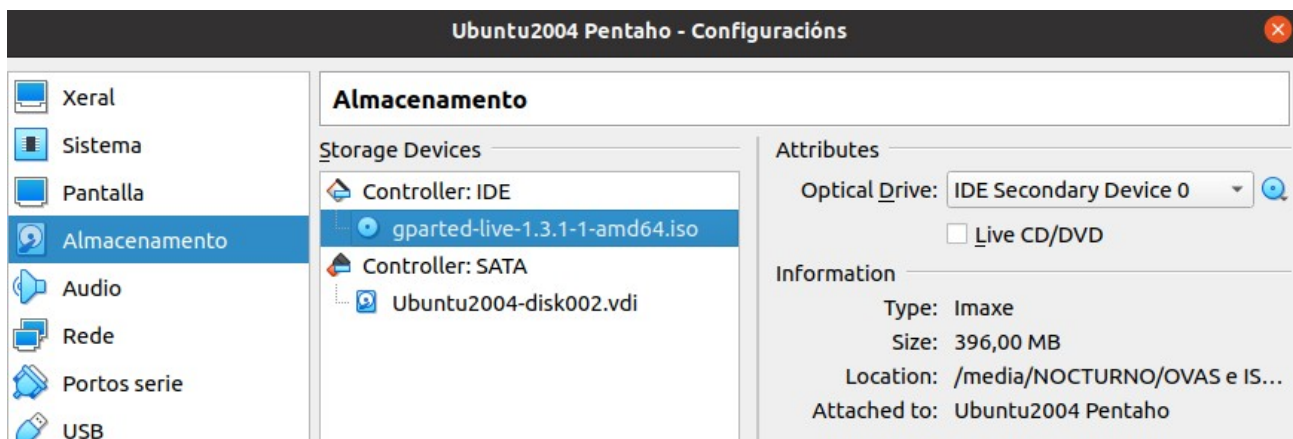 Ubuntu2004 Pentaho - Configuracións
Xeral
Sistema
Pantalla
Almacenamento
Audio
Rede
Portos serie
USB
Almacenamento
Storage Devices
Controller: IDE
gparted-live-1.3.1-1-amd64.iso
Controller: SATA
Ubuntu2004-disk002.vdi
Attributes
Optical Drive: IDE Secondary Device 0
Live CD/DVD
Information
Type: Imaxe
Size: 396,00 MB
Location: /media/NOCTURNO/OVAS e IS...
Attached to: Ubuntu2004 Pentaho